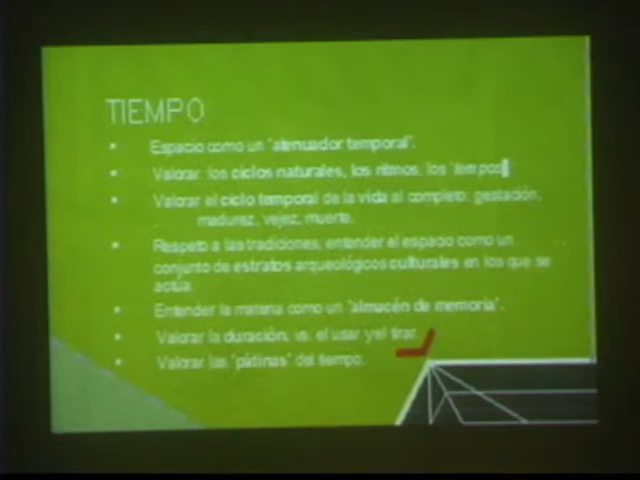 TIEMPO
• Espacio como un "atenuador temporal".
• Valorar: los ciclos naturales, los ritmos, los 'tempos
• Valorar el ciclo temporal de la vida al completo: gestación,
madurez, vejez, muerte.
• Respeto a las tradiciones, entender el espacio como un
conjunto de estratos arqueológicos culturales en los que se
actúa.
• Entender la materia como un "almacén de memoria".
• Valorar la duración, vs. el usar y el tirar.
• Valorar las "pátinas" del tiempo.